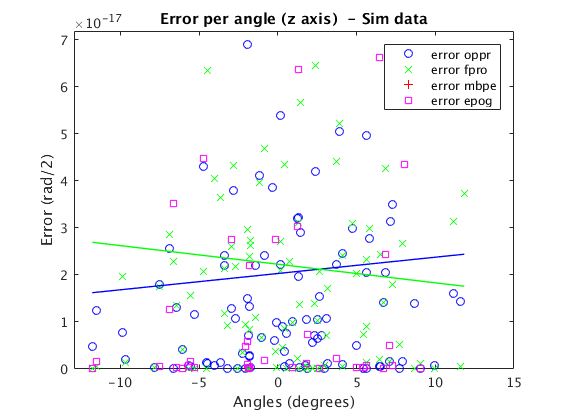 Error per angle (z axis)  - Sim data
×10⁻¹⁷
7
6
5
4
3
2
1
0
Error (rad/2)
error oppr
error fpro
error mbpe
error epog
-10 -5 0 5 10 15
Angles (degrees)